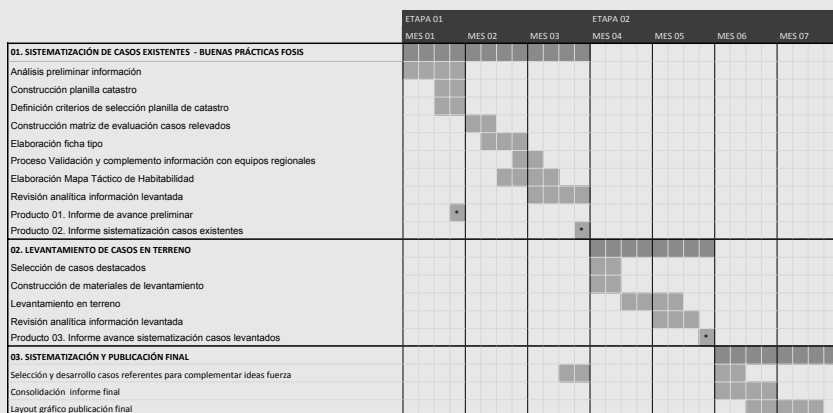 ETAPA 01 ETAPA 02
MES 01 MES 02 MES 03 MES 04 MES 05 MES 06 MES 07
01. SISTEMATIZACIÓN DE CASOS EXISTENTES - BUENAS PRÁCTICAS FOSIS
Análisis preliminar información
Construcción planilla catastro
Definición criterios de selección planilla de catastro
Construcción matriz de evaluación casos relevados
Elaboración ficha tipo
Proceso Validación y complemento información con equipos regionales
Elaboración Mapa Táctico de Habitabilidad
Revisión analítica información levantada
Producto 01. Informe de avance preliminar *
Producto 02. Informe sistematización casos existentes *
02. LEVANTAMIENTO DE CASOS EN TERRENO
Selección de casos destacados
Construcción de materiales de levantamiento
Levantamiento en terreno
Revisión analítica información levantada
Producto 03. Informe avance sistematización casos levantados *
03. SISTEMATIZACIÓN Y PUBLICACIÓN FINAL
Selección y desarrollo casos referentes para complementar ideas fuerza
Consolidación informe final
Layout gráfico publicación final